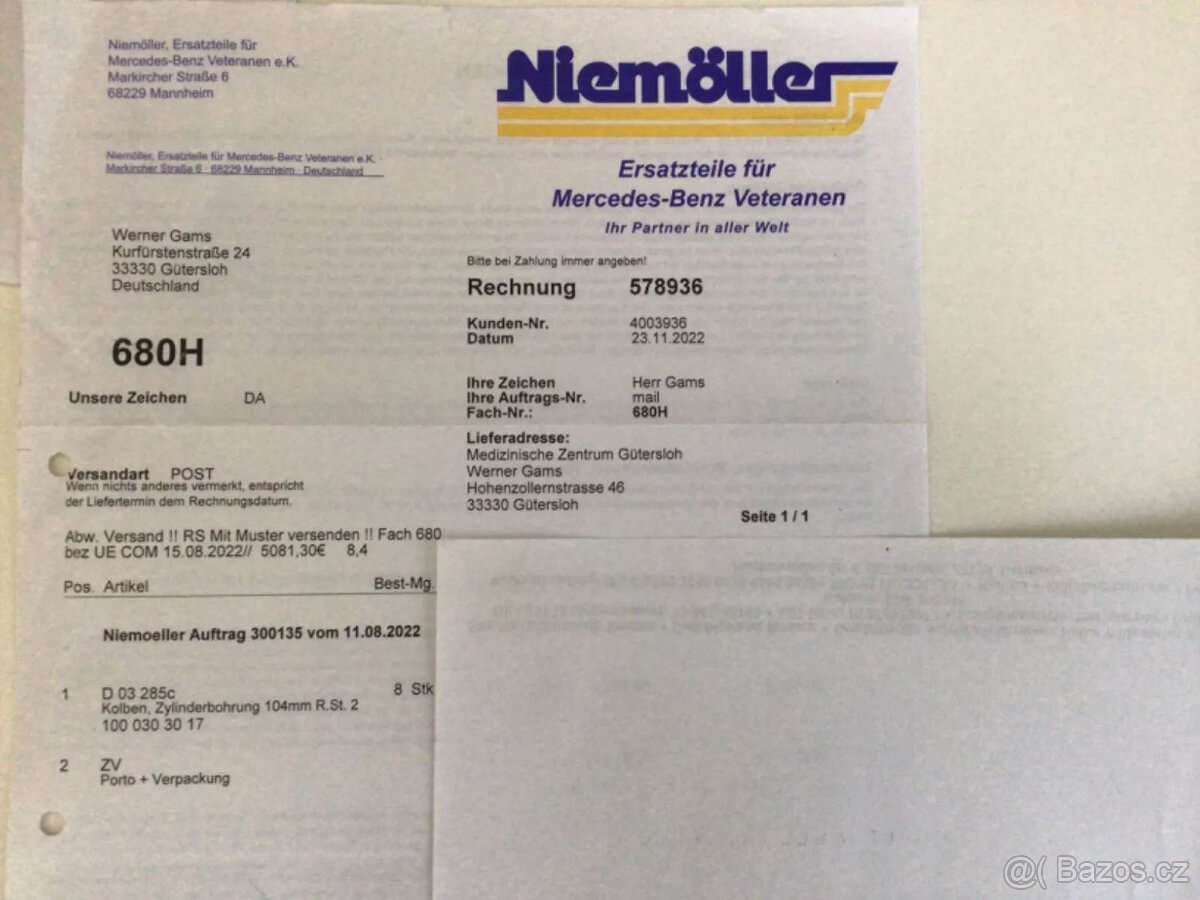 Niemöller, Ersatzteile für
Mercedes-Benz Veteranen e.K.
Markircher Straße 6
68229 Mannheim
Niemöller
Niemöller, Ersatzteile für Mercedes-Benz Veteranen e.K. ·
Markircher Straße 6 · 68229 Mannheim · Deutschland
Ersatzteile für
Mercedes-Benz Veteranen
Ihr Partner in aller Welt
Werner Gams
Kurfürstenstraße 24
33330 Gütersloh
Deutschland
Bitte bei Zahlung immer angeben!
Rechnung 578936
Kunden-Nr. 4003936
Datum 23.11.2022
680H
Unsere Zeichen DA
Ihre Zeichen Herr Gams
Ihre Auftrags-Nr. mail
Fach-Nr.: 680H
Lieferadresse:
Medizinische Zentrum Gütersloh
Werner Gams
Hohenzollernstrasse 46
33330 Gütersloh
Versandart POST
Wenn nichts anderes vermerkt, entspricht
der Liefertermin dem Rechnungsdatum.
Seite 1 / 1
Abw. Versand !! RS Mit Muster versenden !! Fach 680
bez UE COM 15.08.2022// 5081,30€ 8,4
Pos. Artikel Best-Mg.
Niemoeller Auftrag 300135 vom 11.08.2022
1 D 03 285c 8 Stk
Kolben, Zylinderbohrung 104mm R.St. 2
100 030 30 17
2 ZV
Porto + Verpackung
@( Bazos.cz